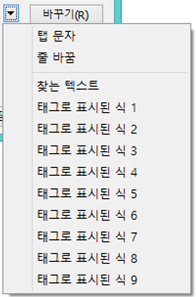 바꾸기(R)
탭 문자
줄 바꿈
찾는 텍스트
태그로 표시된 식 1
태그로 표시된 식 2
태그로 표시된 식 3
태그로 표시된 식 4
태그로 표시된 식 5
태그로 표시된 식 6
태그로 표시된 식 7
태그로 표시된 식 8
태그로 표시된 식 9